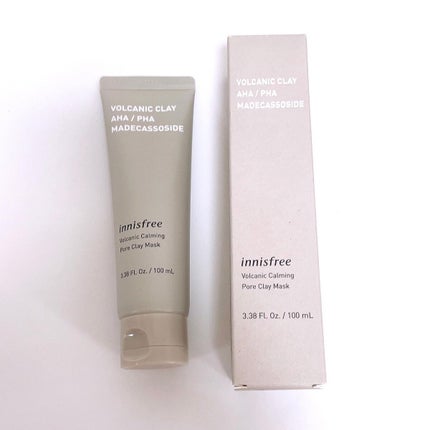 VOLCANIC CLAY
AHA / PHA
MADECASSOSIDE
innisfree
Volcanic Calming
Pore Clay Mask
3.38 FL. Oz. / 100 mL
VOLCANIC CLAY
AHA / PHA
MADECASSOSIDE
innisfree
Volcanic Calming
Pore Clay Mask
3.38 FL. Oz. / 100 mL